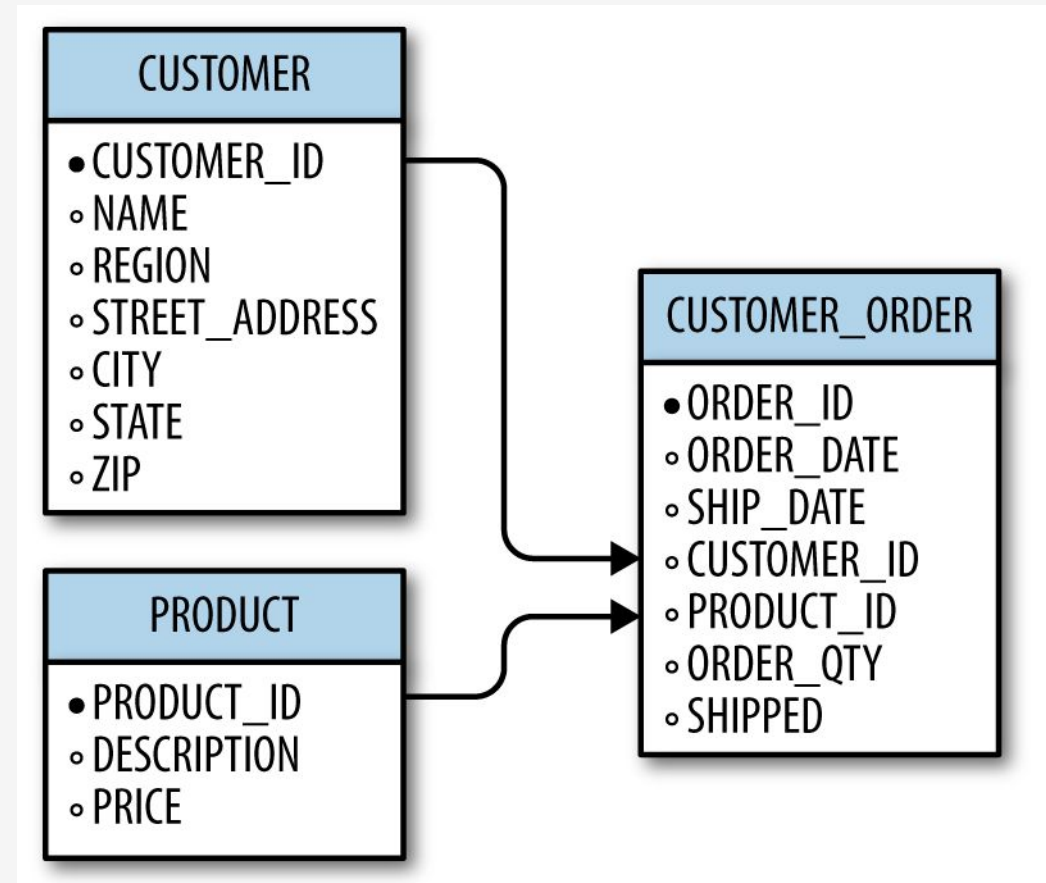 CUSTOMER
CUSTOMER_ID
NAME
REGION
STREET_ADDRESS
CITY
STATE
ZIP
PRODUCT
PRODUCT_ID
DESCRIPTION
PRICE
CUSTOMER_ORDER
ORDER_ID
ORDER_DATE
SHIP_DATE
CUSTOMER_ID
PRODUCT_ID
ORDER_QTY
SHIPPED